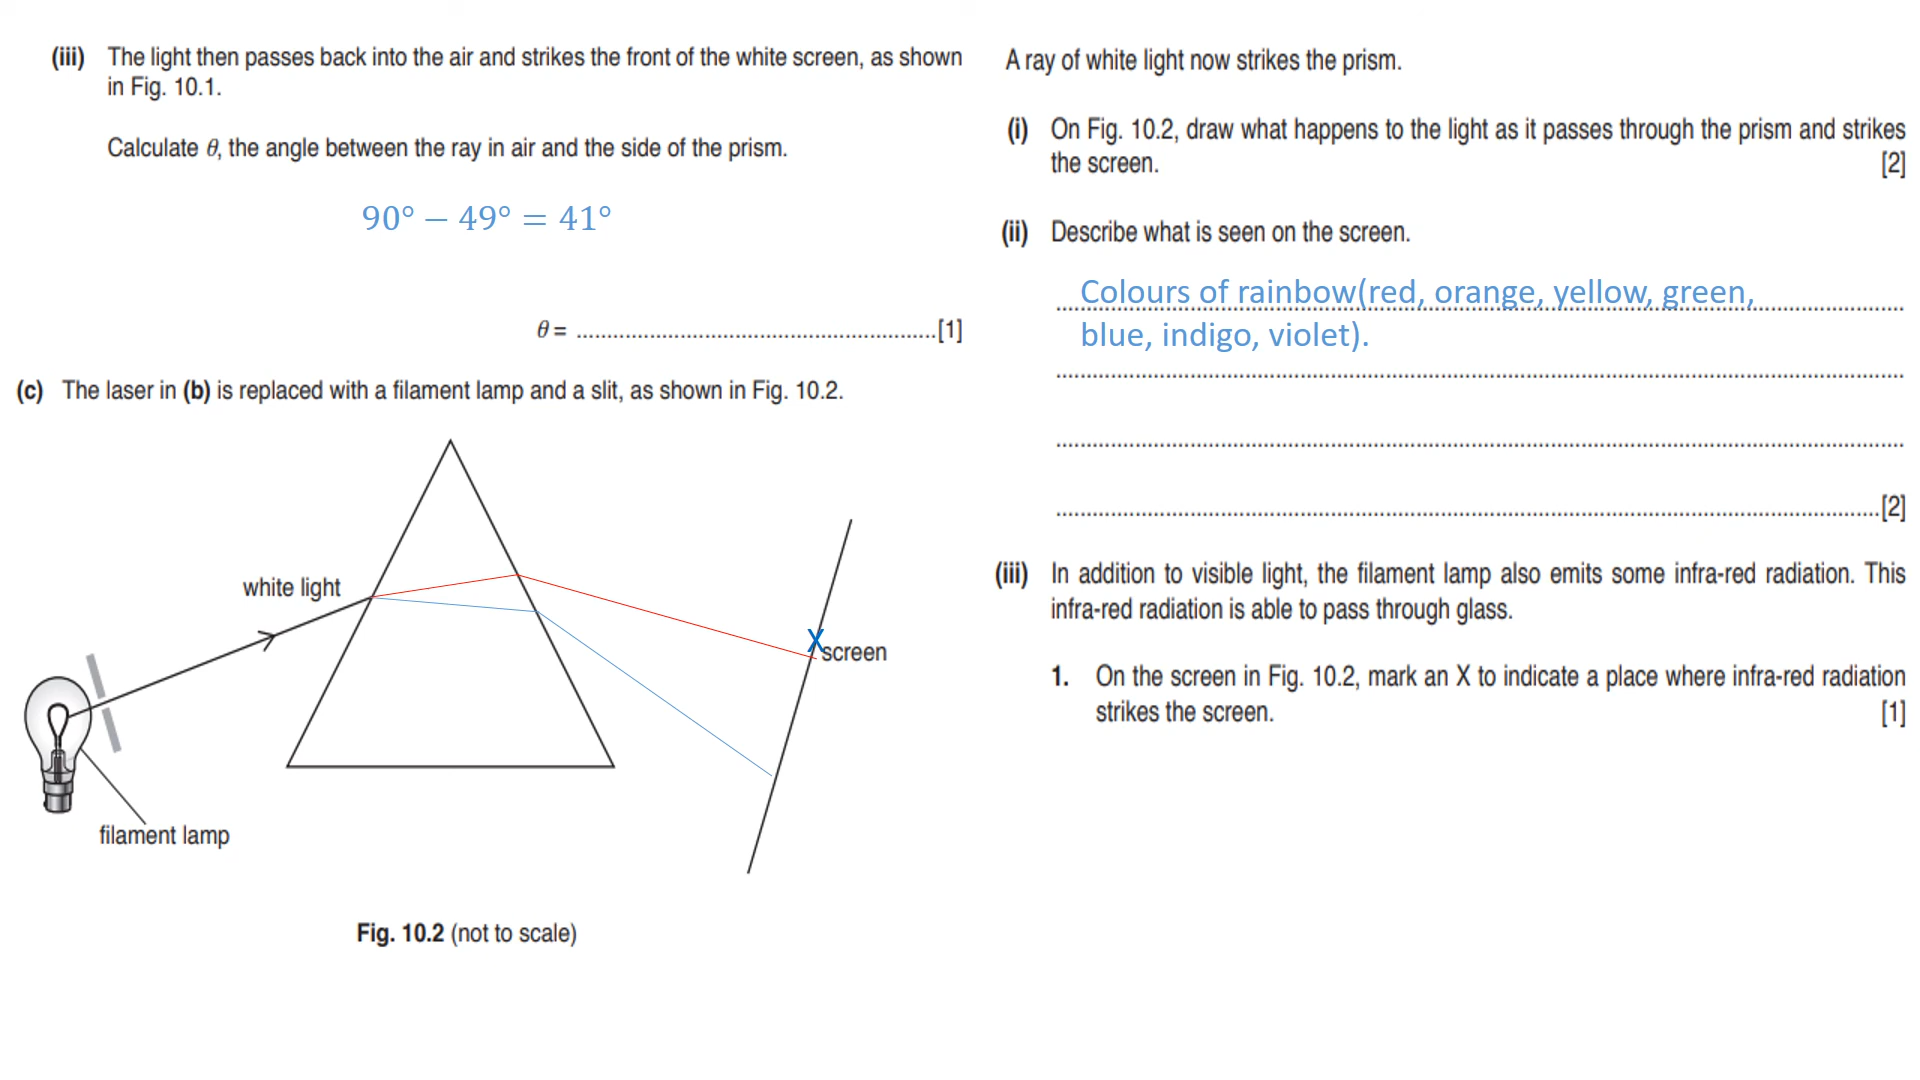 (iii) The light then passes back into the air and strikes the front of the white screen, as shown
in Fig. 10.1.
Calculate θ, the angle between the ray in air and the side of the prism.
90° − 49° = 41°
θ = ............................................................[1]
(c) The laser in (b) is replaced with a filament lamp and a slit, as shown in Fig. 10.2.
white light
screen
X
filament lamp
Fig. 10.2 (not to scale)
A ray of white light now strikes the prism.
(i) On Fig. 10.2, draw what happens to the light as it passes through the prism and strikes
the screen. [2]
(ii) Describe what is seen on the screen.
Colours of rainbow(red, orange, yellow, green,
blue, indigo, violet).
[2]
(iii) In addition to visible light, the filament lamp also emits some infra-red radiation. This
infra-red radiation is able to pass through glass.
1. On the screen in Fig. 10.2, mark an X to indicate a place where infra-red radiation
strikes the screen. [1]